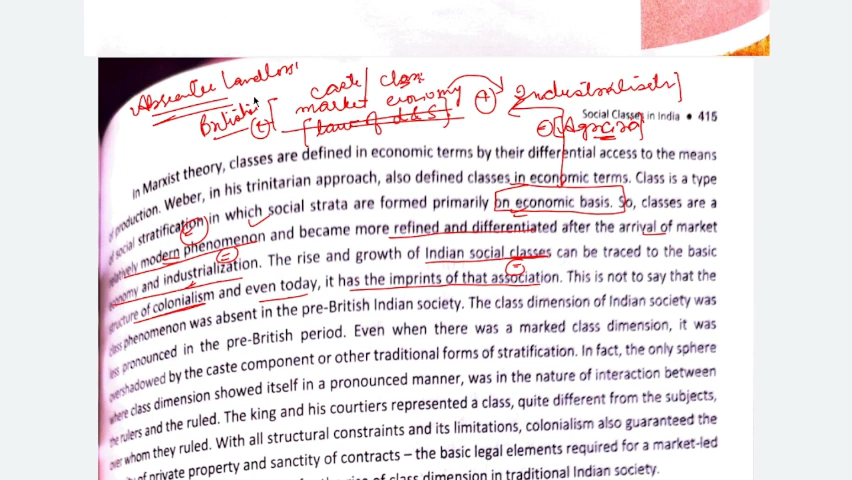 Absentee Landlord
caste/ class
British (+) [ market economy (+) Industrialists]
[law of d & S] (-) [Agrarian]
Social Classes in India • 415
In Marxist theory, classes are defined in economic terms by their differential access to the means
of production. Weber, in his trinitarian approach, also defined classes in economic terms. Class is a type
of social stratification in which social strata are formed primarily on economic basis. So, classes are a
relatively modern phenomenon and became more refined and differentiated after the arrival of market
economy and industrialization. The rise and growth of Indian social classes can be traced to the basic
structure of colonialism and even today, it has the imprints of that association. This is not to say that the
class phenomenon was absent in the pre-British Indian society. The class dimension of Indian society was
less pronounced in the pre-British period. Even when there was a marked class dimension, it was
overshadowed by the caste component or other traditional forms of stratification. In fact, the only sphere
where class dimension showed itself in a pronounced manner, was in the nature of interaction between
the rulers and the ruled. The king and his courtiers represented a class, quite different from the subjects,
over whom they ruled. With all structural constraints and its limitations, colonialism also guaranteed the
of private property and sanctity of contracts – the basic legal elements required for a market-led
of class dimension in traditional Indian society.